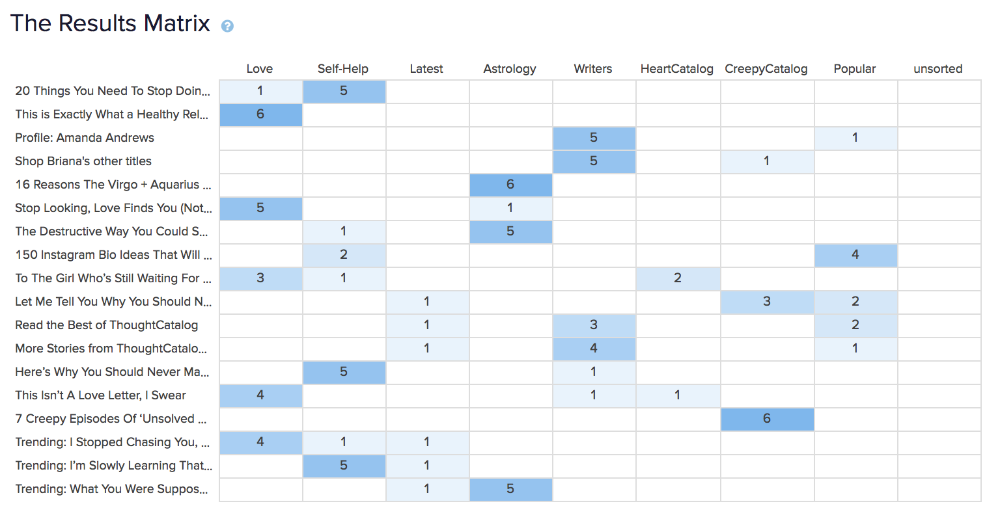 The Results Matrix ?
Love Self-Help Latest Astrology Writers HeartCatalog CreepyCatalog Popular unsorted
20 Things You Need To Stop Doin... 1 5
This is Exactly What a Healthy Rel... 6
Profile: Amanda Andrews 5 1
Shop Briana's other titles 5 1
16 Reasons The Virgo + Aquarius ... 6
Stop Looking, Love Finds You (Not... 5 1
The Destructive Way You Could S... 1 5
150 Instagram Bio Ideas That Will ... 2 4
To The Girl Who’s Still Waiting For ... 3 1 2
Let Me Tell You Why You Should N... 1 3 2
Read the Best of ThoughtCatalog 1 3 2
More Stories from ThoughtCatalo... 1 4 1
Here’s Why You Should Never Ma... 5 1
This Isn’t A Love Letter, I Swear 4 1 1
7 Creepy Episodes Of ‘Unsolved ... 6
Trending: I Stopped Chasing You, ... 4 1 1
Trending: I’m Slowly Learning That... 5 1
Trending: What You Were Suppos... 1 5